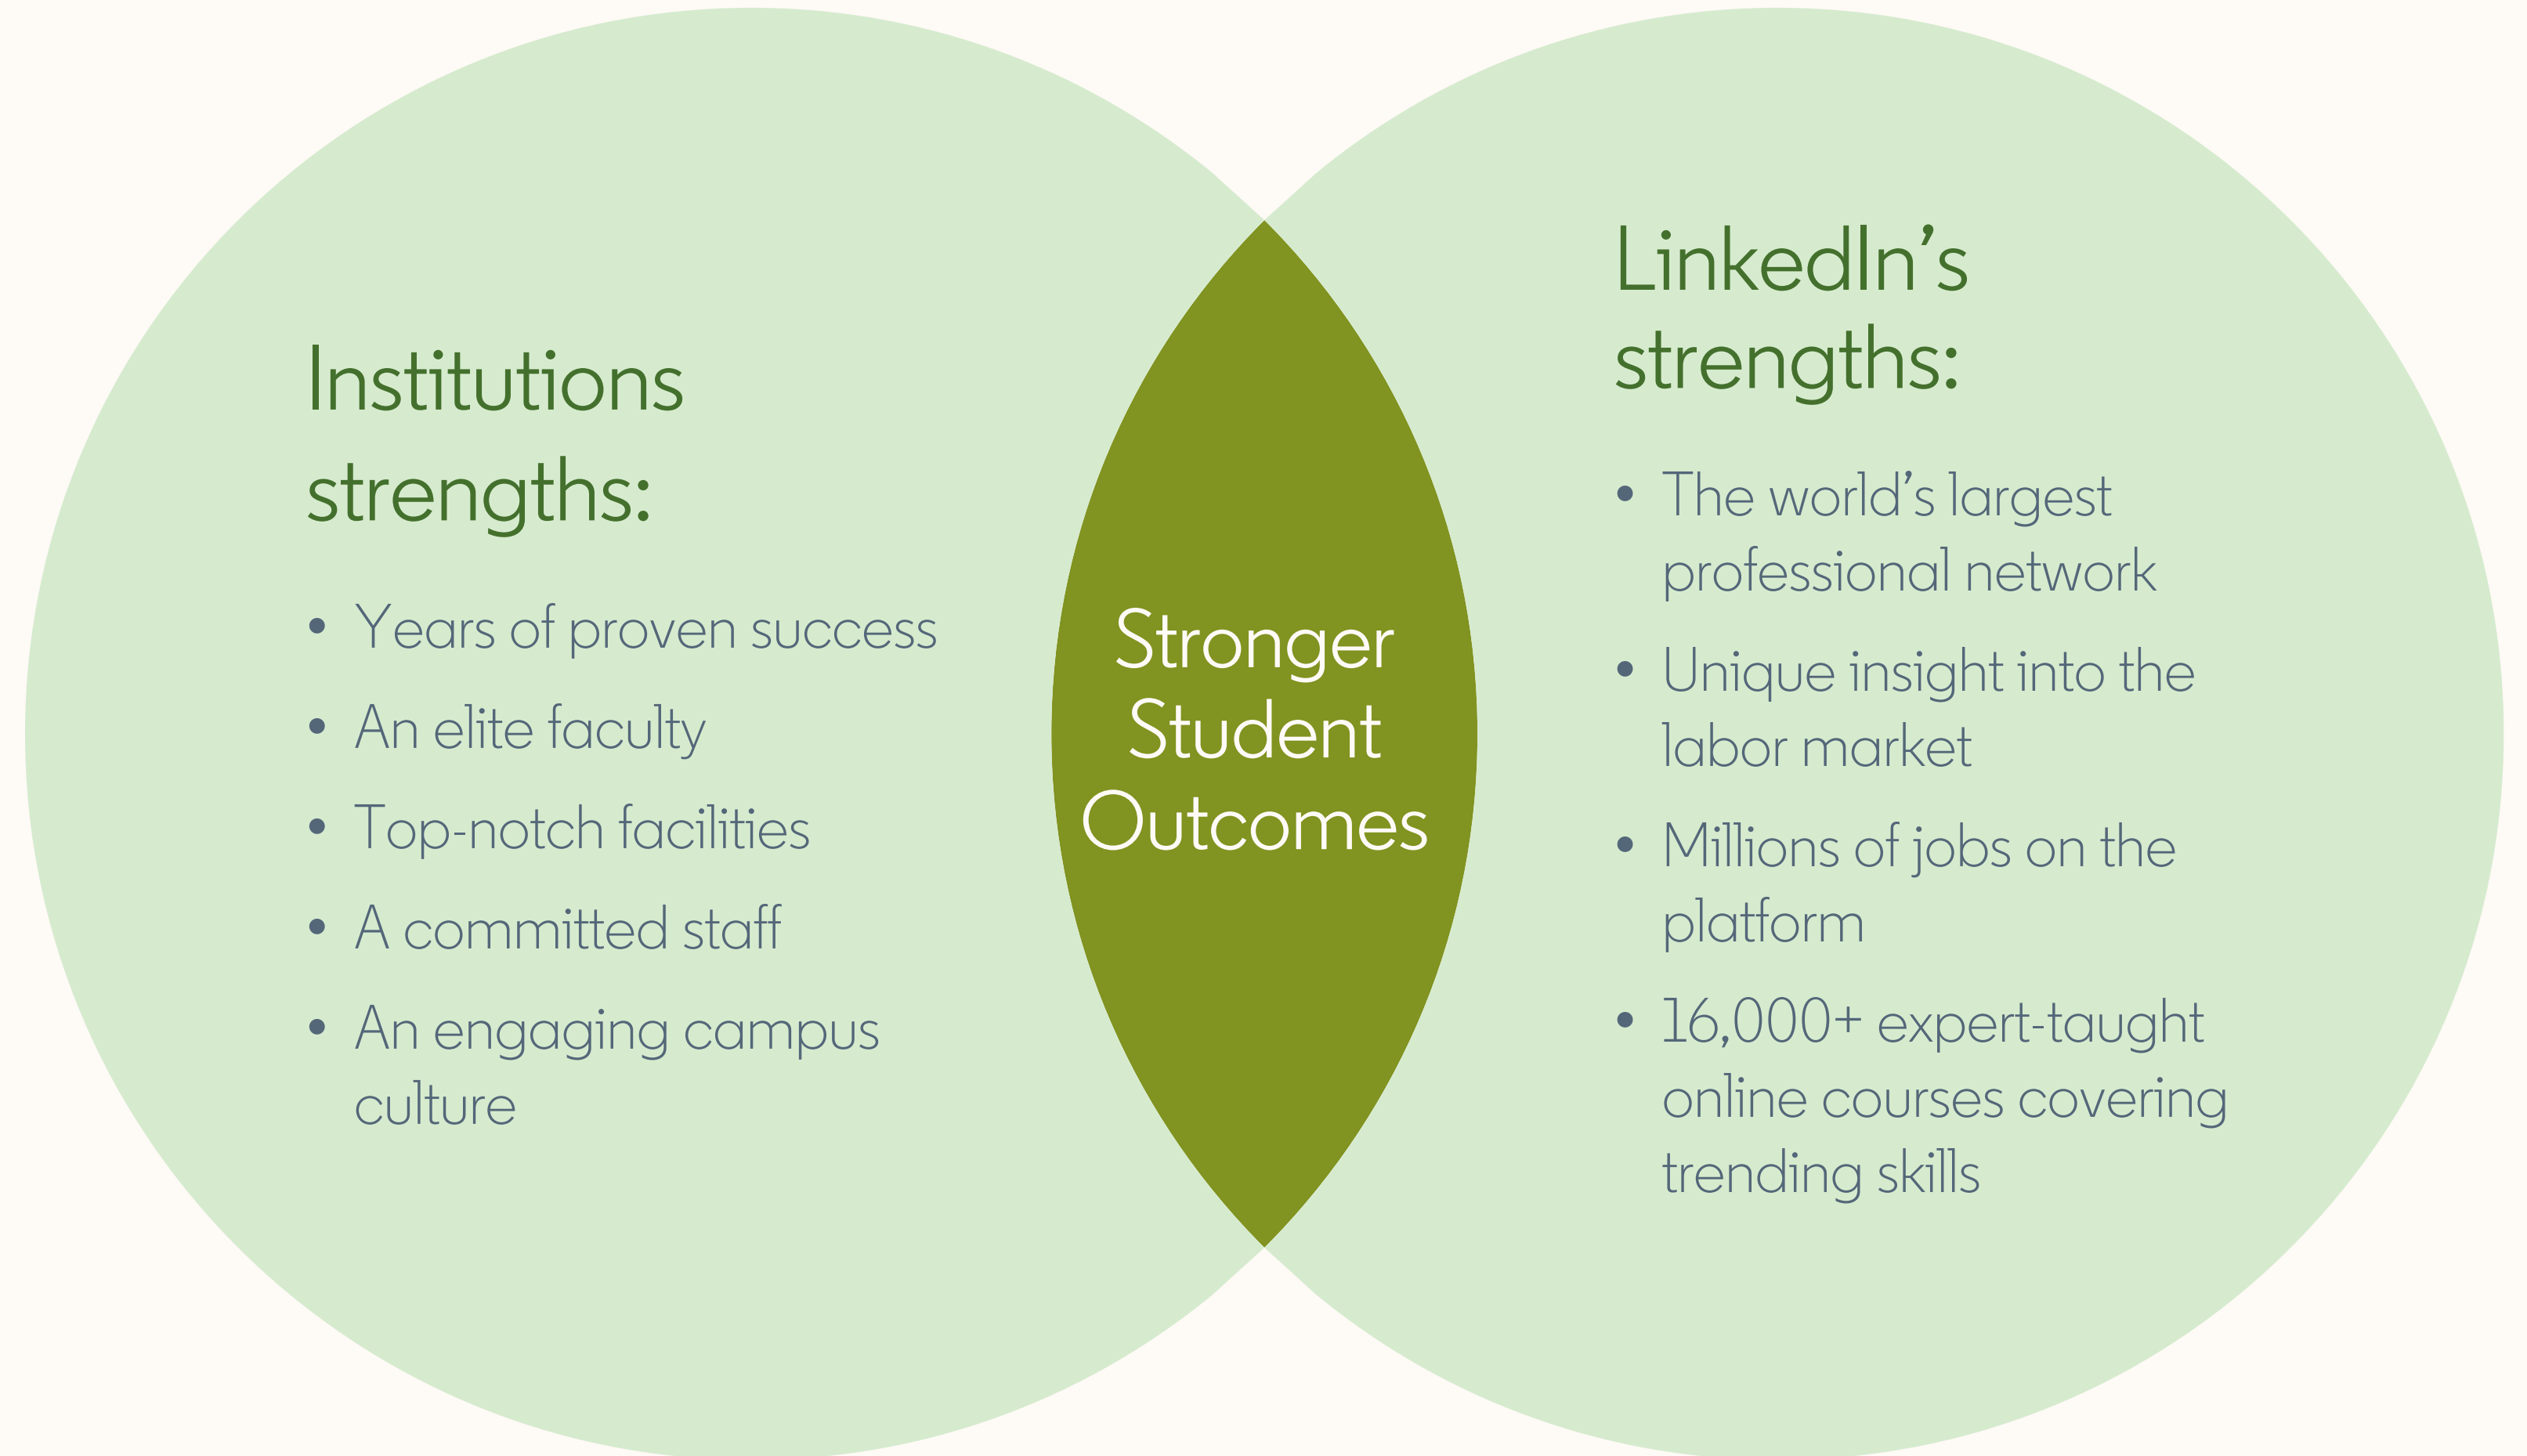 Institutions
strengths:
• Years of proven success
• An elite faculty
• Top-notch facilities
• A committed staff
• An engaging campus
culture
Stronger
Student
Outcomes
LinkedIn’s
strengths:
• The world’s largest
professional network
• Unique insight into the
labor market
• Millions of jobs on the
platform
• 16,000+ expert-taught
online courses covering
trending skills